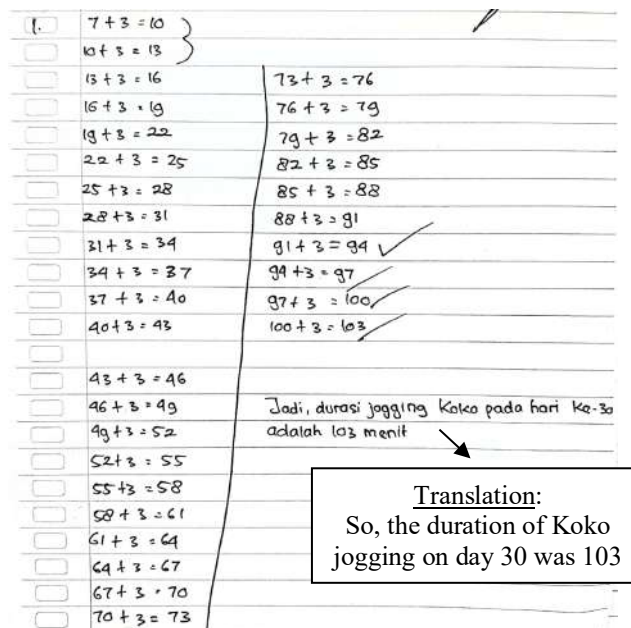 1.
7 + 3 = 10
10 + 3 = 13
13 + 3 = 16
16 + 3 = 19
19 + 3 = 22
22 + 3 = 25
25 + 3 = 28
28 + 3 = 31
31 + 3 = 34
34 + 3 = 37
37 + 3 = 40
40 + 3 = 43
43 + 3 = 46
46 + 3 = 49
49 + 3 = 52
52 + 3 = 55
55 + 3 = 58
58 + 3 = 61
61 + 3 = 64
64 + 3 = 67
67 + 3 = 70
70 + 3 = 73
73 + 3 = 76
76 + 3 = 79
79 + 3 = 82
82 + 3 = 85
85 + 3 = 88
88 + 3 = 91
91 + 3 = 94
94 + 3 = 97
97 + 3 = 100
100 + 3 = 103
Jadi, durasi jogging Koko pada hari ke-30
adalah 103 menit
Translation:
So, the duration of Koko
jogging on day 30 was 103